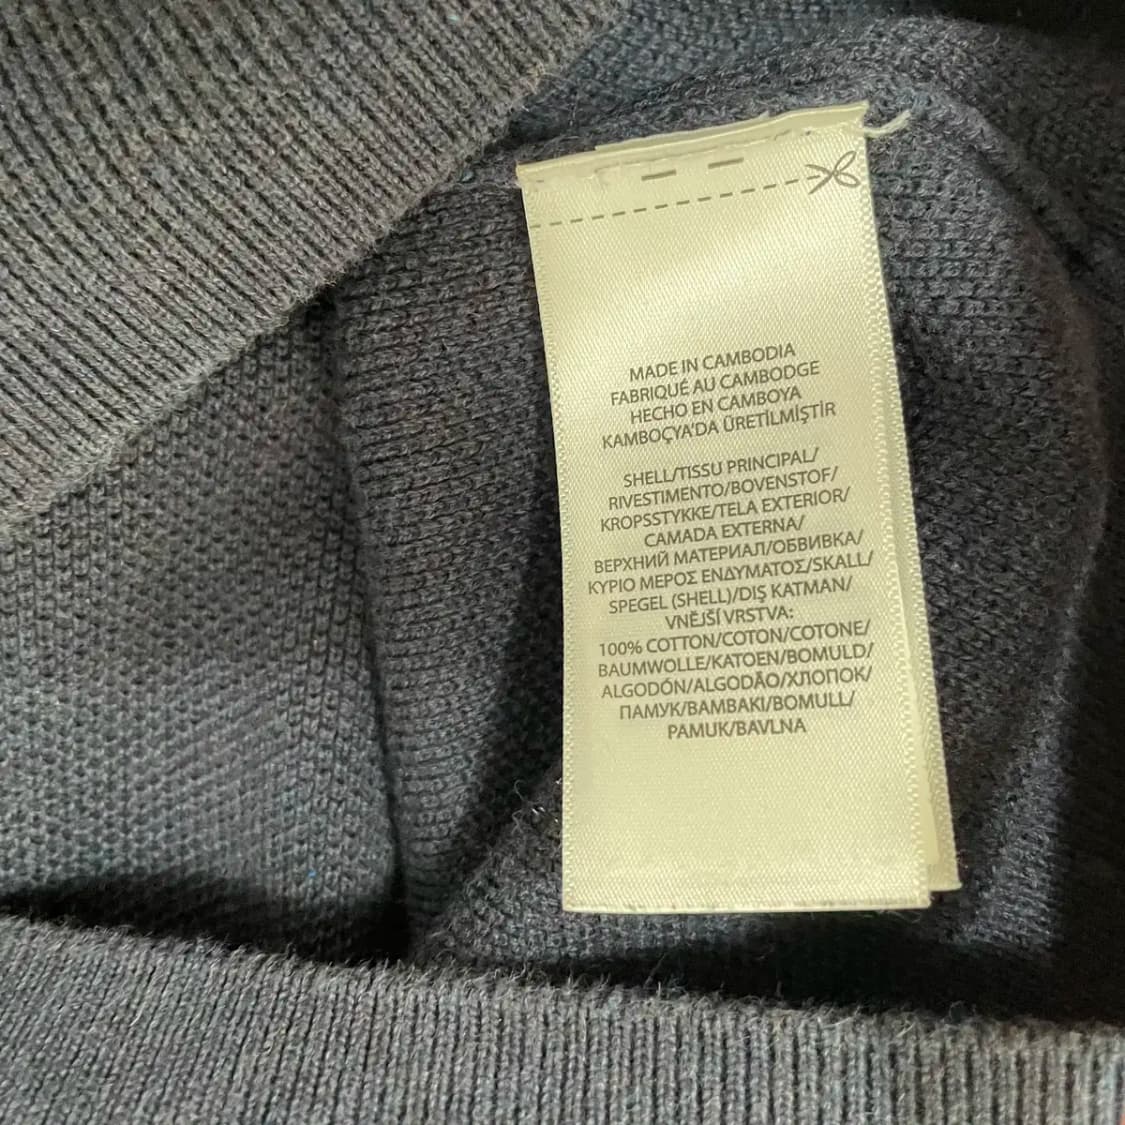 MADE IN CAMBODIA
FABRIQUÉ AU CAMBODGE
HECHO EN CAMBOYA
KAMBOÇYA'DA ÜRETİLMİŞTİR
SHELL/TISSU PRINCIPAL/
RIVESTIMENTO/BOVENSTOF/
KROPSSTYKKE/TELA EXTERIOR/
CAMADA EXTERNA/
ВЕРХНИЙ МАТЕРИАЛ/ОБВИВКА/
ΚΥΡΙΟ ΜΕΡΟΣ ΕΝΔΥΜΑΤΟΣ/SKALL/
SPEGEL (SHELL)/DIŞ KATMAN/
VNĚJŠÍ VRSTVA:
100% COTTON/COTON/COTONE/
BAUMWOLLE/KATOEN/BOMULD/
ALGODÓN/ALGODÃO/ХЛОПОК/
ПАМУК/ΒΑΜΒΑΚΙ/BOMULL/
PAMUK/BAVLNA